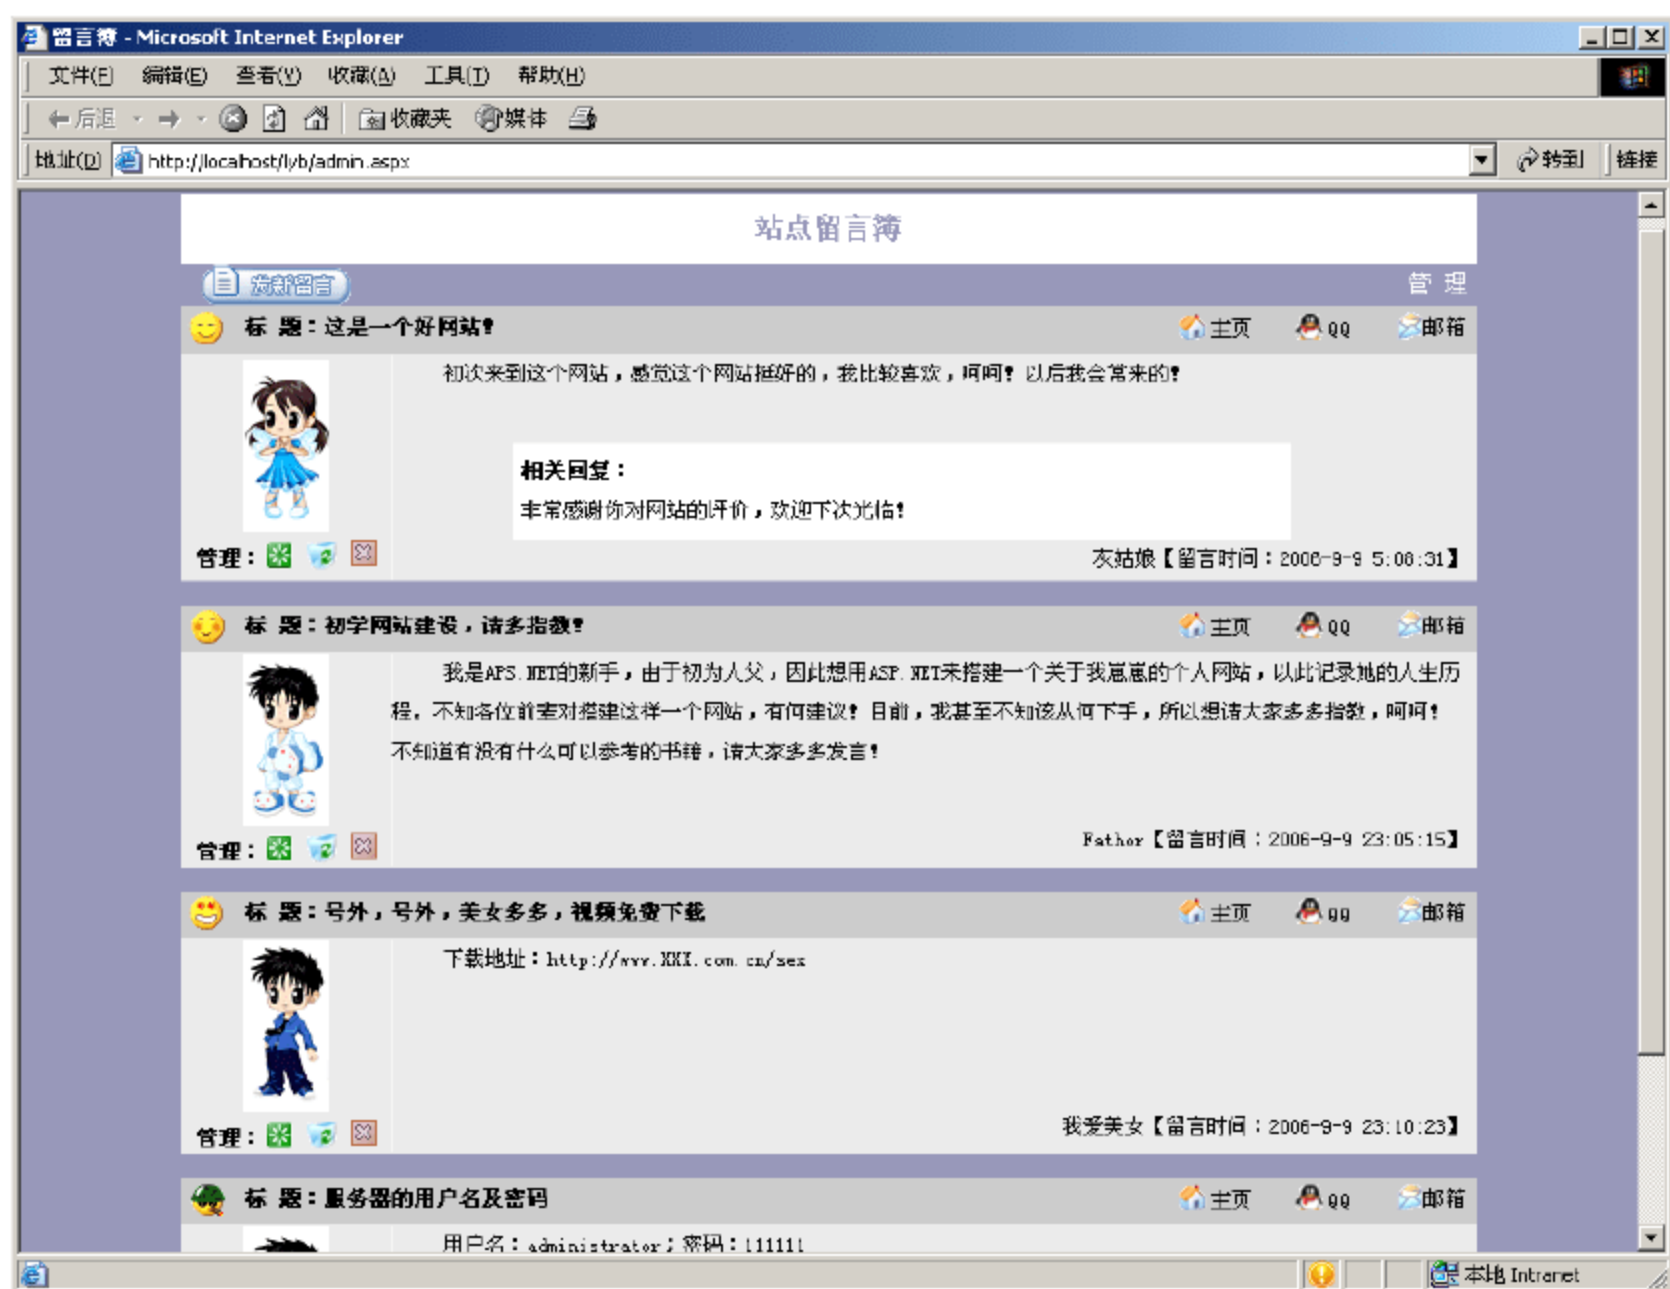 留言簿 - Microsoft Internet Explorer
文件(F) 编辑(E) 查看(V) 收藏(A) 工具(T) 帮助(H)
后退 收藏夹 媒体
地址(D) http://localhost/lyb/admin.aspx 转到 链接
站点留言簿
发新留言 管 理
标 题：这是一个好网站！ 主页 QQ 邮箱
初次来到这个网站，感觉这个网站挺好的，我比较喜欢，呵呵！以后我会常来的！
相关回复：
非常感谢你对网站的评价，欢迎下次光临！
管理： 灰姑娘【留言时间：2006-9-9 5:08:31】
标 题：初学网站建设，请多指教！ 主页 QQ 邮箱
我是APS.NET的新手，由于初为人父，因此想用ASP.NET来搭建一个关于我崽崽的个人网站，以此记录她的人生历
程。不知各位前辈对搭建这样一个网站，有何建议！目前，我甚至不知该从何下手，所以想请大家多多指教，呵呵！
不知道有没有什么可以参考的书籍，请大家多多发言！
管理： Father【留言时间：2006-9-9 23:05:15】
标 题：号外，号外，美女多多，视频免费下载 主页 QQ 邮箱
下载地址：http://www.XXX.com.cn/sex
管理： 我爱美女【留言时间：2006-9-9 23:10:23】
标 题：服务器的用户名及密码 主页 QQ 邮箱
用户名：administrator；密码：111111
本地 Intranet